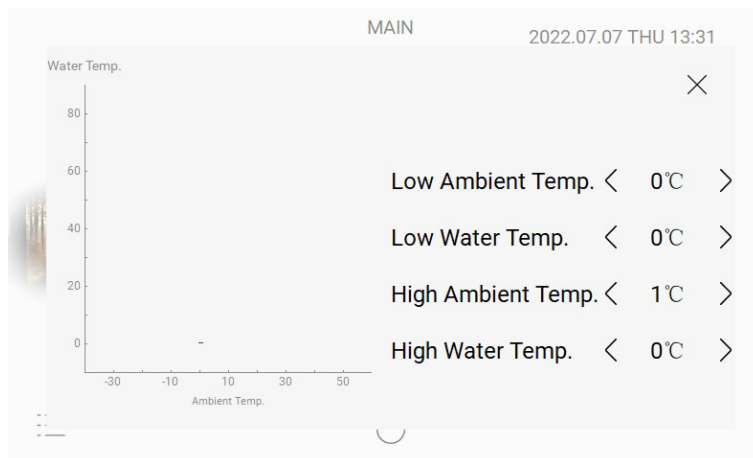 MAIN
2022.07.07 THU 13:31
Water Temp.
80
60
40
20
0
-30 -10 10 30 50
Ambient Temp.
Low Ambient Temp. 0℃
Low Water Temp. 0℃
High Ambient Temp. 1℃
High Water Temp. 0℃